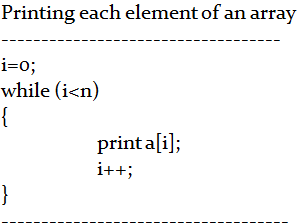 Printing each element of an array
-----------------------------------
i=0;
while (i<n)
{
print a[i];
i++;
}
------------------------------------